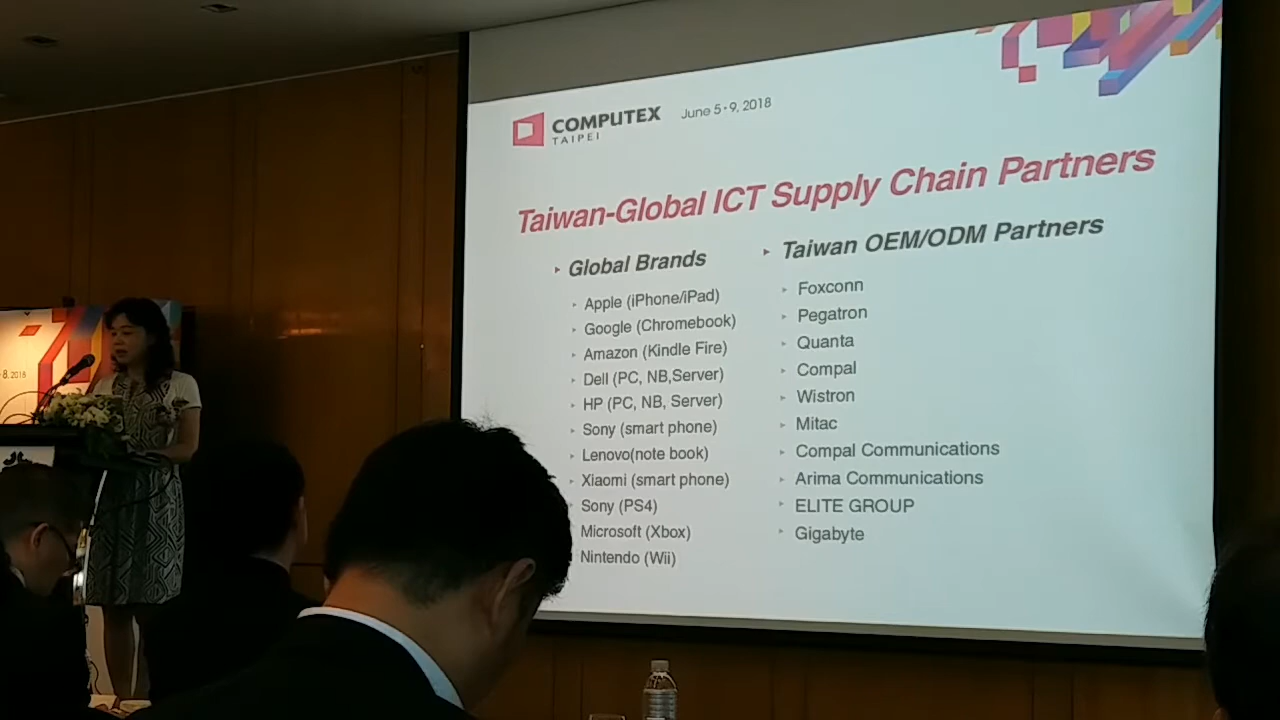 COMPUTEX
TAIPEI
June 5-9, 2018
Taiwan-Global ICT Supply Chain Partners
Global Brands
Apple (iPhone/iPad)
Google (Chromebook)
Amazon (Kindle Fire)
Dell (PC, NB,Server)
HP (PC, NB, Server)
Sony (smart phone)
Lenovo(note book)
Xiaomi (smart phone)
Sony (PS4)
Microsoft (Xbox)
Nintendo (Wii)
Taiwan OEM/ODM Partners
Foxconn
Pegatron
Quanta
Compal
Wistron
Mitac
Compal Communications
Arima Communications
ELITE GROUP
Gigabyte
8, 2018